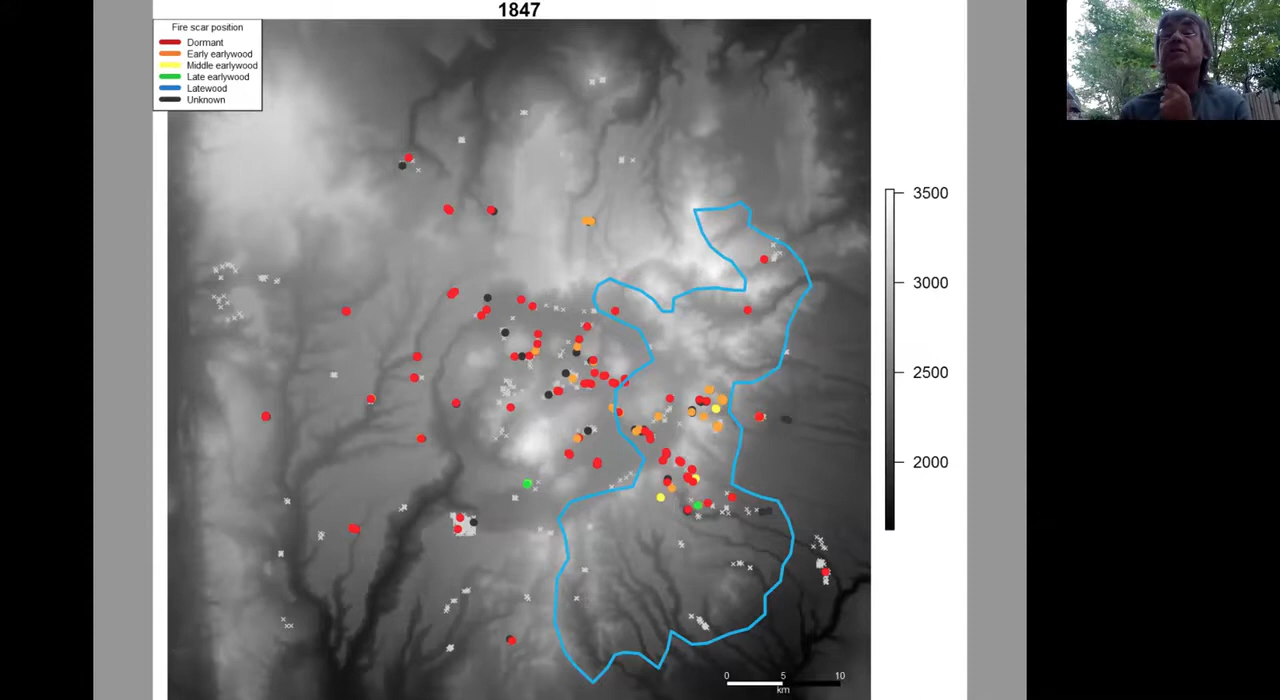 1847
Fire scar position
Dormant
Early earlywood
Middle earlywood
Late earlywood
Latewood
Unknown
3500
3000
2500
2000
0 5 10
km